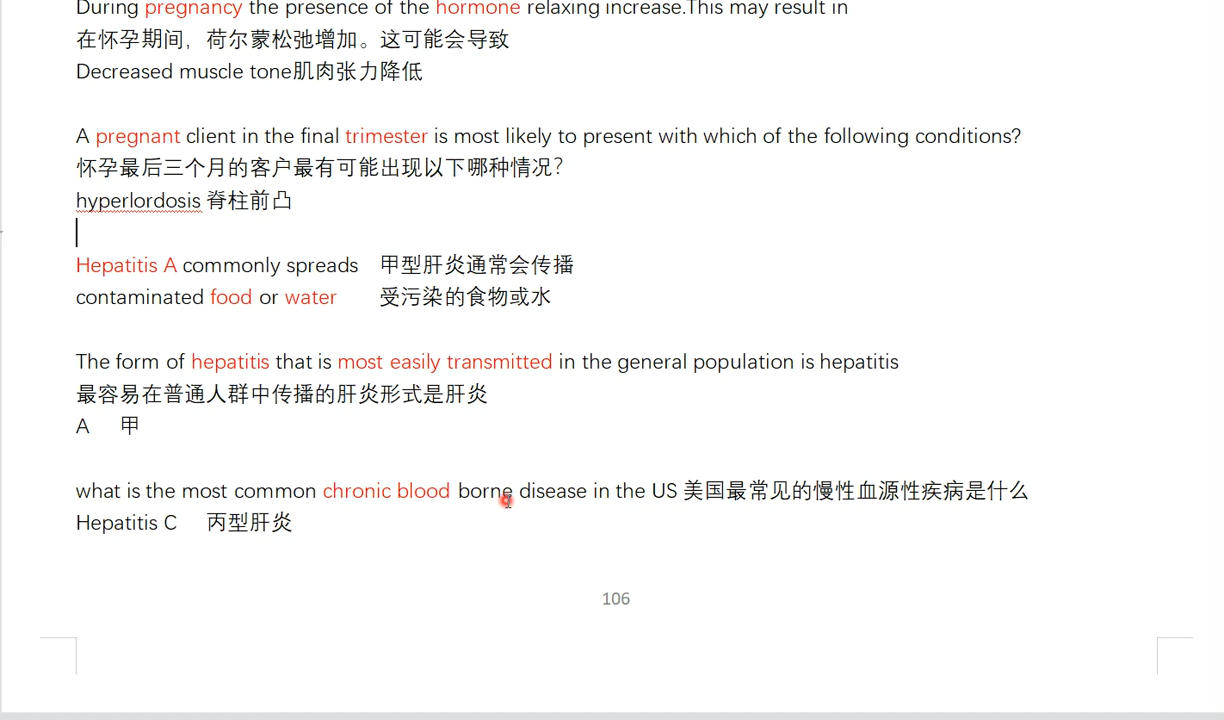 During pregnancy the presence of the hormone relaxing increase.This may result in
在怀孕期间，荷尔蒙松弛增加。这可能会导致
Decreased muscle tone肌肉张力降低
A pregnant client in the final trimester is most likely to present with which of the following conditions?
怀孕最后三个月的客户最有可能出现以下哪种情况？
hyperlordosis 脊柱前凸
Hepatitis A commonly spreads 甲型肝炎通常会传播
contaminated food or water 受污染的食物或水
The form of hepatitis that is most easily transmitted in the general population is hepatitis
最容易在普通人群中传播的肝炎形式是肝炎
A 甲
what is the most common chronic blood borne disease in the US 美国最常见的慢性血源性疾病是什么
Hepatitis C 丙型肝炎
106